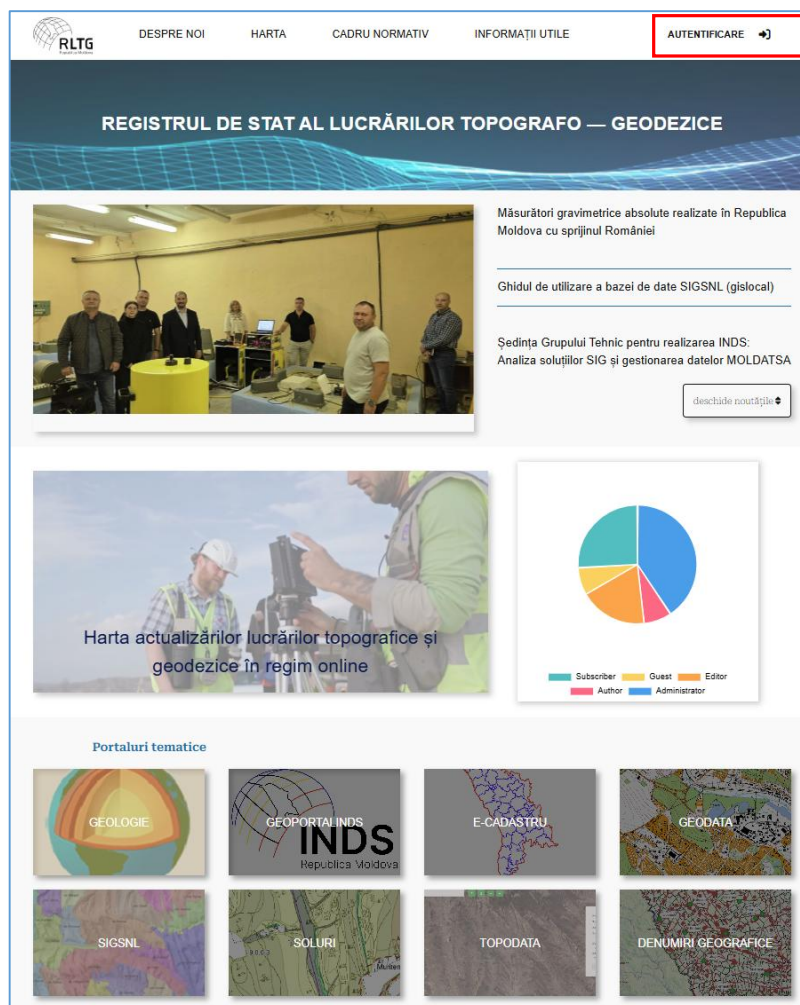 RLTG
Republica Moldova
DESPRE NOI
HARTA
CADRU NORMATIV
INFORMAȚII UTILE
AUTENTIFICARE
REGISTRUL DE STAT AL LUCRĂRILOR TOPOGRAFO — GEODEZICE
Măsurători gravimetrice absolute realizate în Republica
Moldova cu sprijinul României
Ghidul de utilizare a bazei de date SIGSNL (gislocal)
Ședința Grupului Tehnic pentru realizarea INDS:
Analiza soluțiilor SIG și gestionarea datelor MOLDATSA
deschide noutățile
Harta actualizărilor lucrărilor topografice și
geodezice în regim online
Subscriber Guest Editor
Author Administrator
Portaluri tematice
GEOLOGIE
GEOPORTAl INDS
INDS
Republica Moldova
E-CADASTRU
GEODATA
SIGSNL
SOLURI
TOPODATA
DENUMIRI GEOGRAFICE